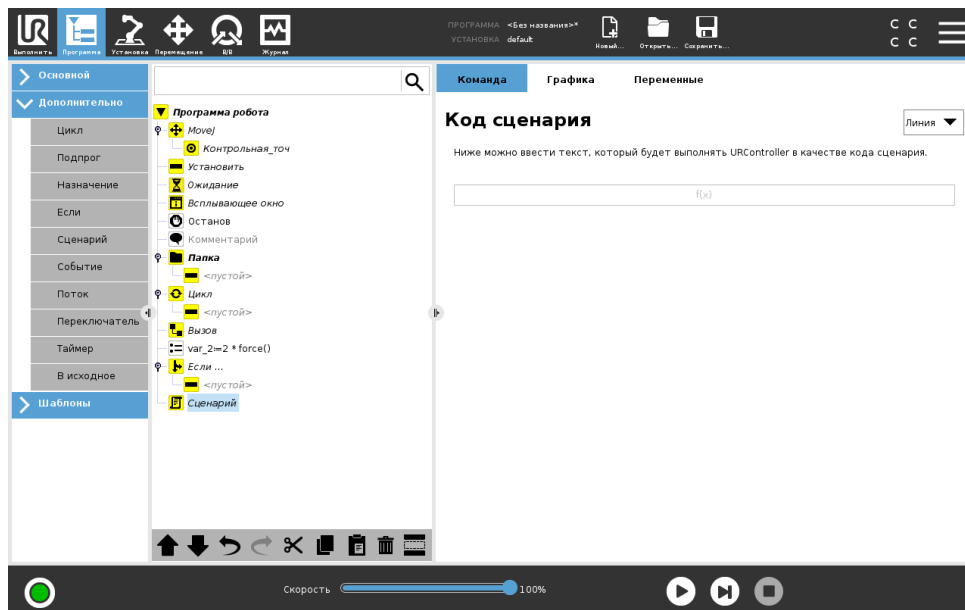 ПРОГРАММА <Без названия>*
УСТАНОВКА default
Выполнить Программа Установка Перемещение В/В Журнал
Новый... Открыть... Сохранить...
C C
C C
Основной
Дополнительно
Цикл
Подпрог
Назначение
Если
Сценарий
Событие
Поток
Переключатель
Таймер
В исходное
Шаблоны
Программа робота
MoveJ
Контрольная_точ
Установить
Ожидание
Всплывающее окно
Останов
Комментарий
Папка
<пустой>
Цикл
<пустой>
Вызов
var_2≔2 * force()
Если ...
<пустой>
Сценарий
Команда Графика Переменные
Код сценария
Линия
Ниже можно ввести текст, который будет выполнять URController в качестве кода сценария.
f(x)
Скорость 100%